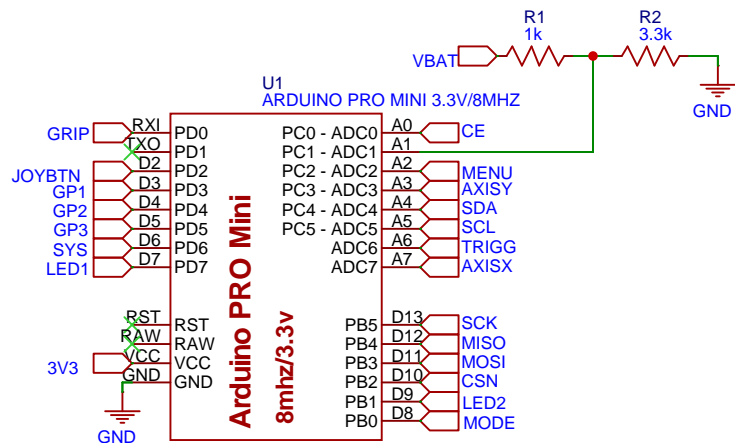 R1
1k
R2
3.3k
VBAT
GND
U1
ARDUINO PRO MINI 3.3V/8MHZ
GRIP RXI PD0 PC0 - ADC0 A0 CE
TXO PD1 PC1 - ADC1 A1
JOYBTN D2 PD2 PC2 - ADC2 A2 MENU
GP1 D3 PD3 PC3 - ADC3 A3 AXISY
GP2 D4 PD4 PC4 - ADC4 A4 SDA
GP3 D5 PD5 PC5 - ADC5 A5 SCL
SYS D6 PD6 ADC6 A6 TRIGG
LED1 D7 PD7 ADC7 A7 AXISX
Arduino PRO Mini
8mhz/3.3v
RST RST PB5 D13 SCK
RAW RAW PB4 D12 MISO
3V3 VCC VCC PB3 D11 MOSI
GND GND PB2 D10 CSN
PB1 D9 LED2
PB0 D8 MODE
GND